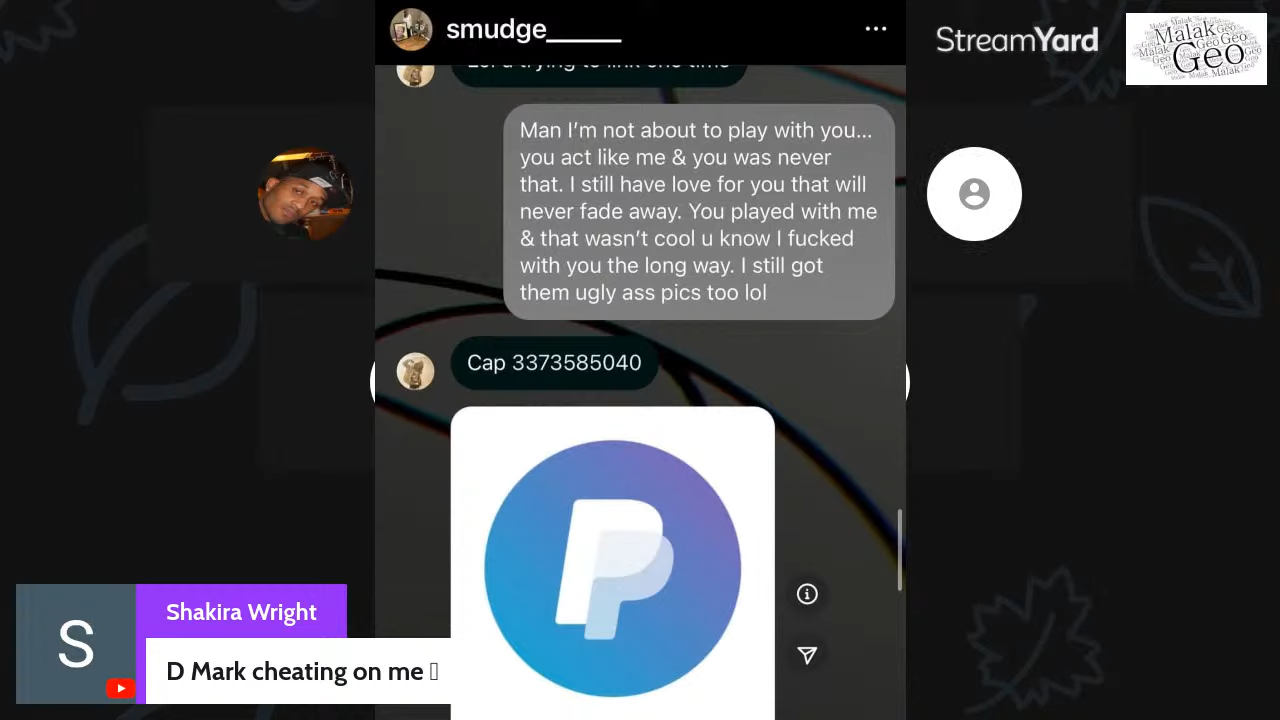 smudge______
StreamYard
Malak
Geo
Lol u trying to link one time
Man I’m not about to play with you...
you act like me & you was never
that. I still have love for you that will
never fade away. You played with me
& that wasn’t cool u know I fucked
with you the long way. I still got
them ugly ass pics too lol
Cap 3373585040
S
Shakira Wright
D Mark cheating on me